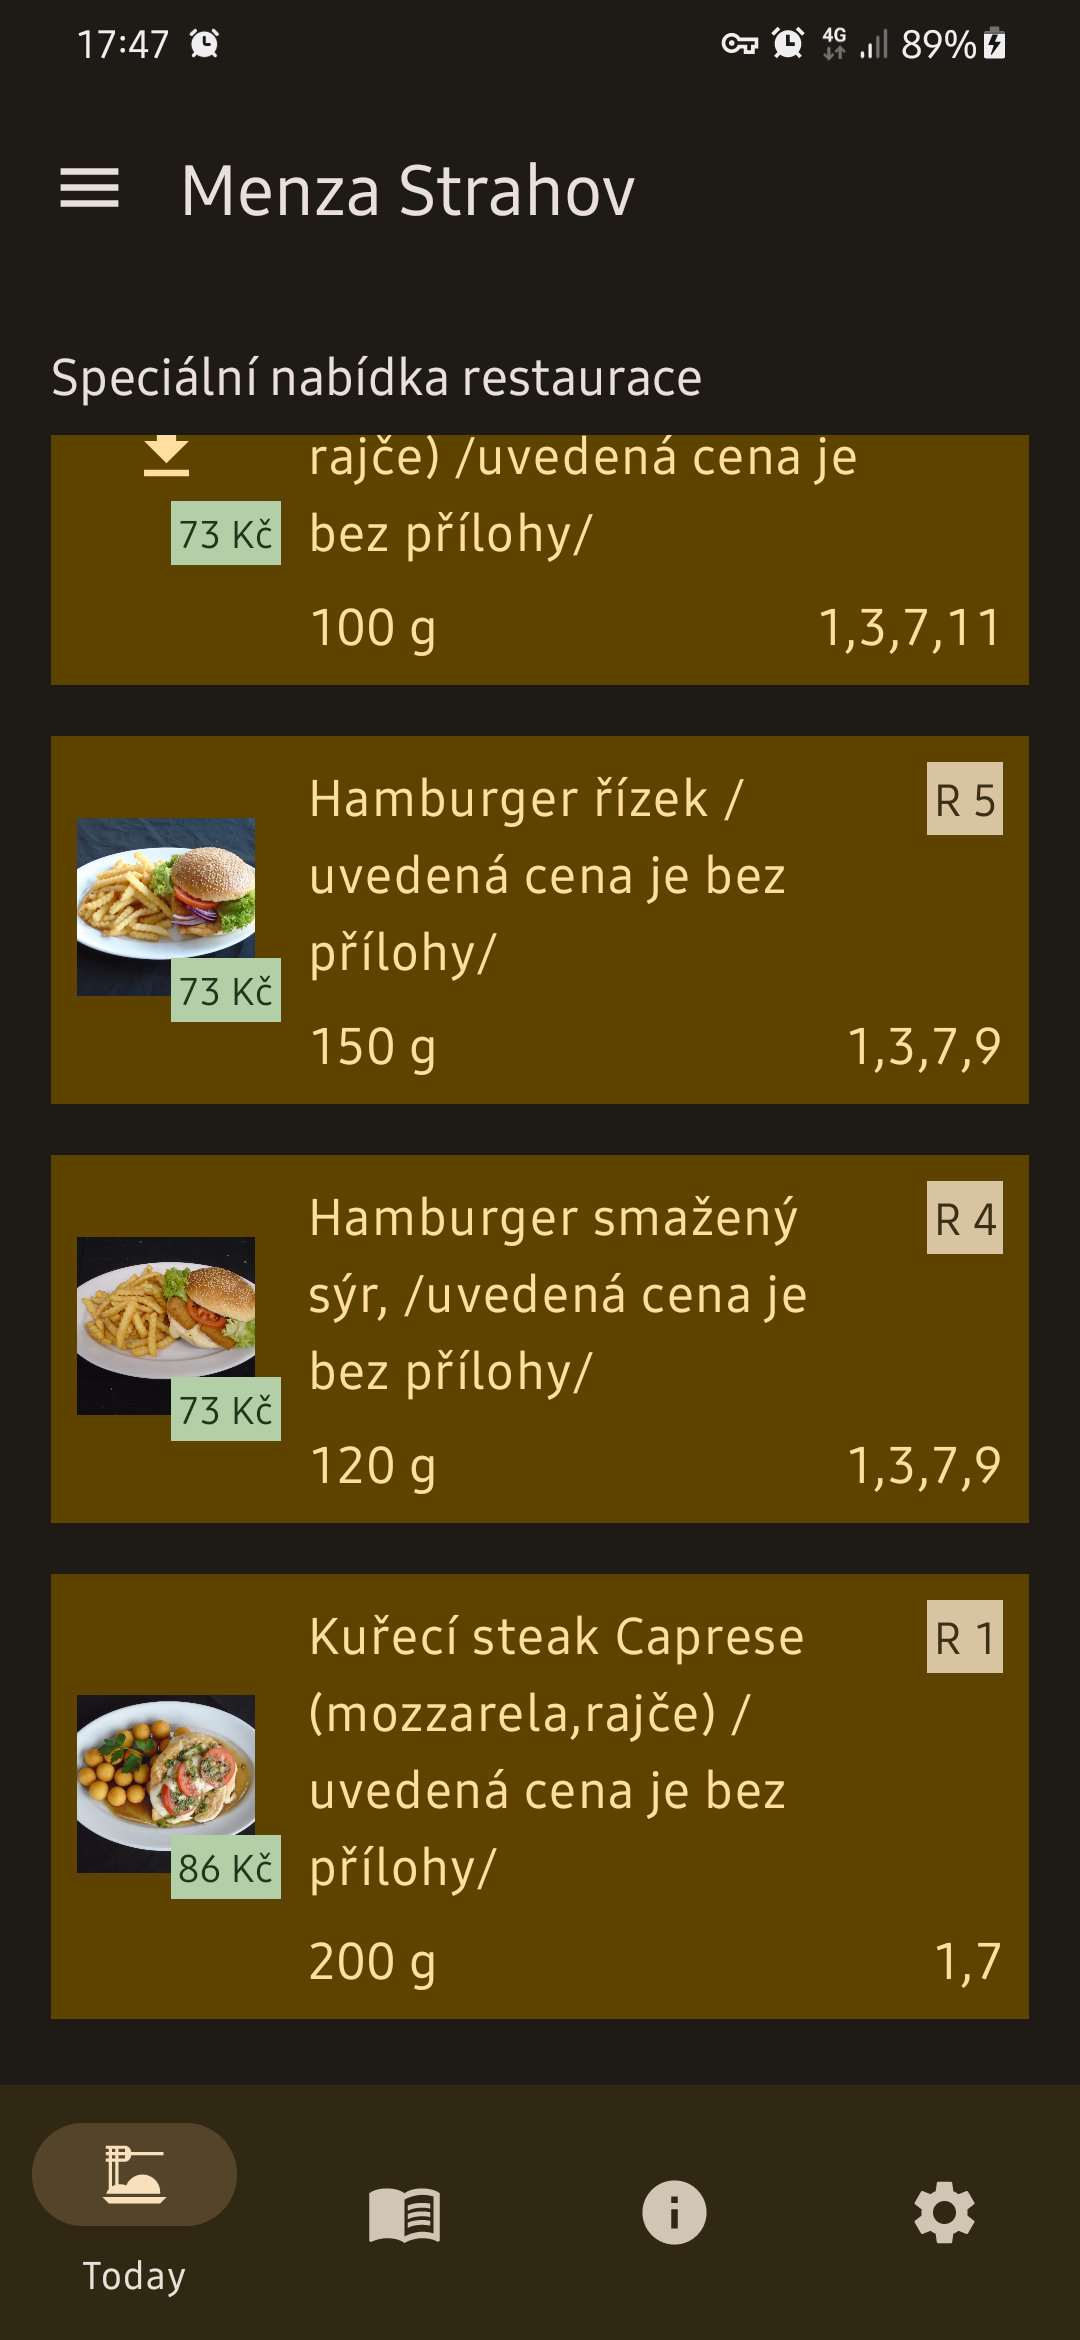 17:47
4G 89%
Menza Strahov
Speciální nabídka restaurace
rajče) /uvedená cena je
bez přílohy/
73 Kč
100 g 1,3,7,11
Hamburger řízek /
uvedená cena je bez
přílohy/
R 5
73 Kč
150 g 1,3,7,9
Hamburger smažený
sýr, /uvedená cena je
bez přílohy/
R 4
73 Kč
120 g 1,3,7,9
Kuřecí steak Caprese
(mozzarela,rajče) /
uvedená cena je bez
přílohy/
R 1
86 Kč
200 g 1,7
Today